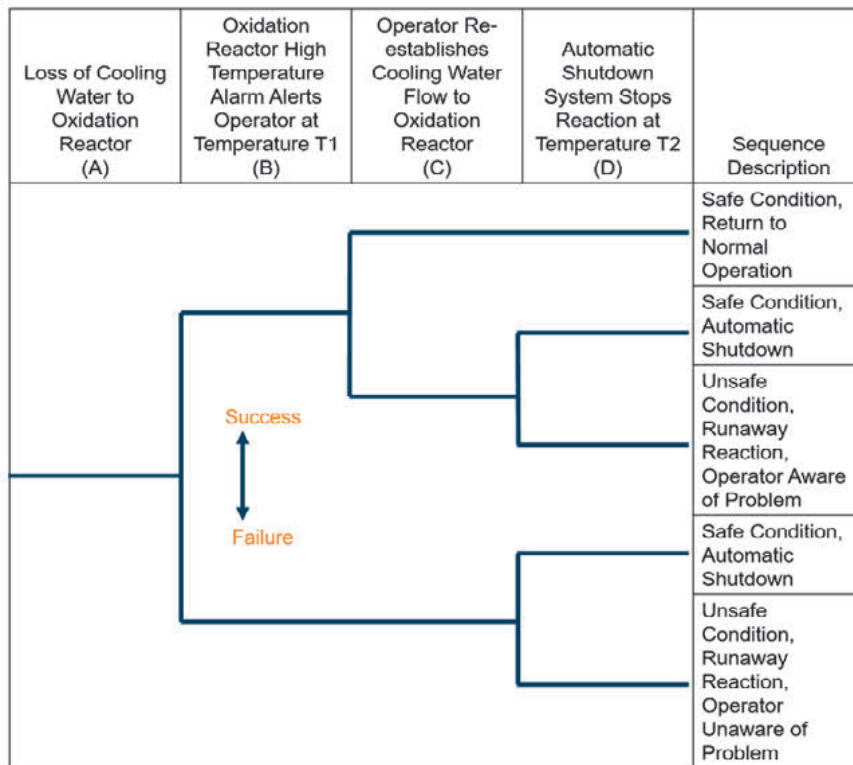 Loss of Cooling
Water to
Oxidation
Reactor
(A)
Oxidation
Reactor High
Temperature
Alarm Alerts
Operator at
Temperature T1
(B)
Operator Re-
establishes
Cooling Water
Flow to
Oxidation
Reactor
(C)
Automatic
Shutdown
System Stops
Reaction at
Temperature T2
(D)
Sequence
Description
Safe Condition,
Return to
Normal
Operation
Safe Condition,
Automatic
Shutdown
Unsafe
Condition,
Runaway
Reaction,
Operator Aware
of Problem
Success
Failure
Safe Condition,
Automatic
Shutdown
Unsafe
Condition,
Runaway
Reaction,
Operator
Unaware of
Problem